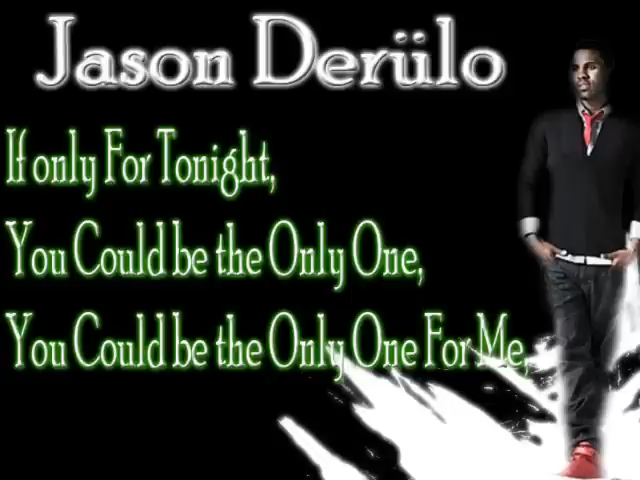 Jason Derülo
If only For Tonight,
You Could be the Only One,
You Could be the Only One For Me,